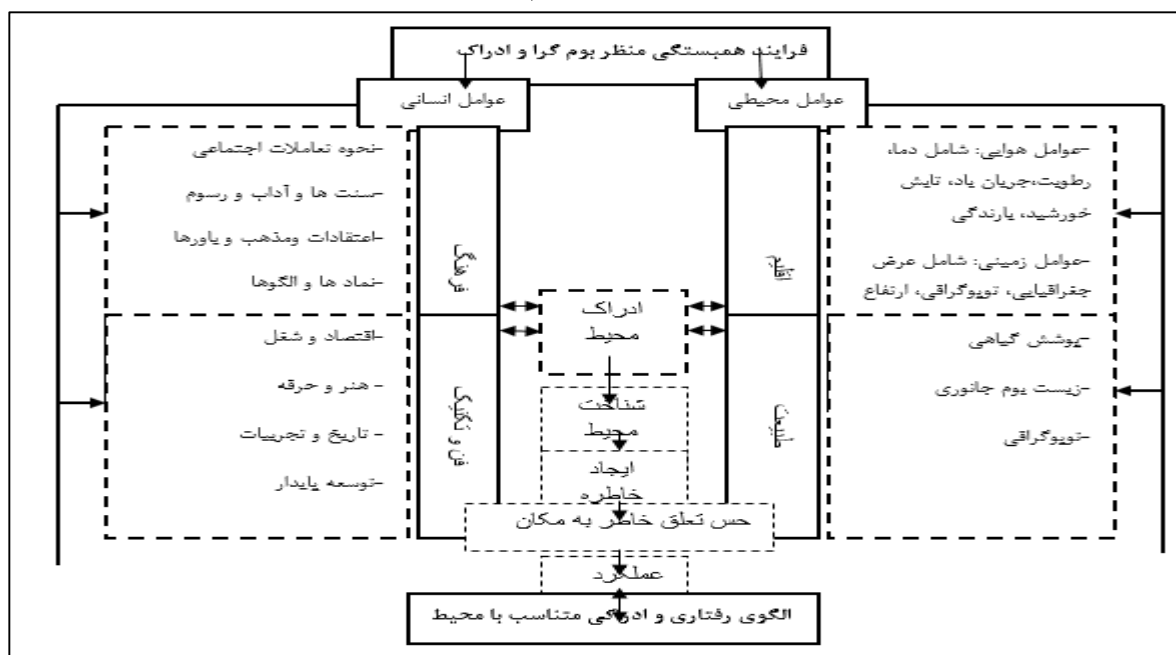 فرایند همبستگی منظر بوم گرا و ادراک
عوامل محیطی
عوامل انسانی
-عوامل هوایی: شامل دما،
رطوبت،جریان باد، تابش
خورشید، بارندگی
-عوامل زمینی: شامل عرض
جغرافیایی، توپوگرافی، ارتفاع
-پوشش گیاهی
-زیست بوم جانوری
-توپوگرافی
اقلیم
طبیعت
-نحوه تعاملات اجتماعی
-سنت ها و آداب و رسوم
-اعتقادات ومذهب و باورها
-نماد ها و الگوها
-اقتصاد و شغل
-هنر و حرفه
- تاریخ و تجربیات
-توسعه پایدار
فرهنگ
فن و تکنیک
ادراک
محیط
شناخت
محیط
ایجاد
خاطره
حس تعلق خاطر به مکان
عملکرد
الگوی رفتاری و ادراکی متناسب با محیط